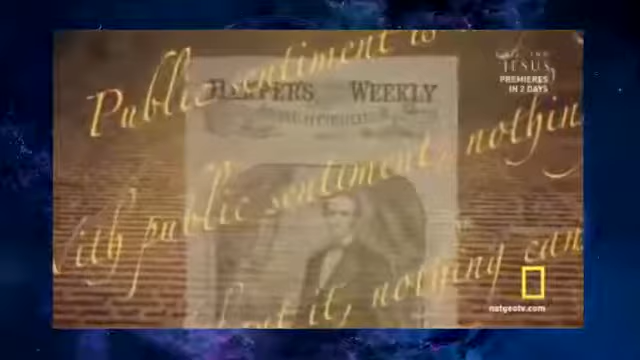 Public sentiment is
HARPER'S WEEKLY
JESUS
PREMIERES
IN 2 DAYS
With public sentiment, nothing
it, nothing can
natgeotv.com